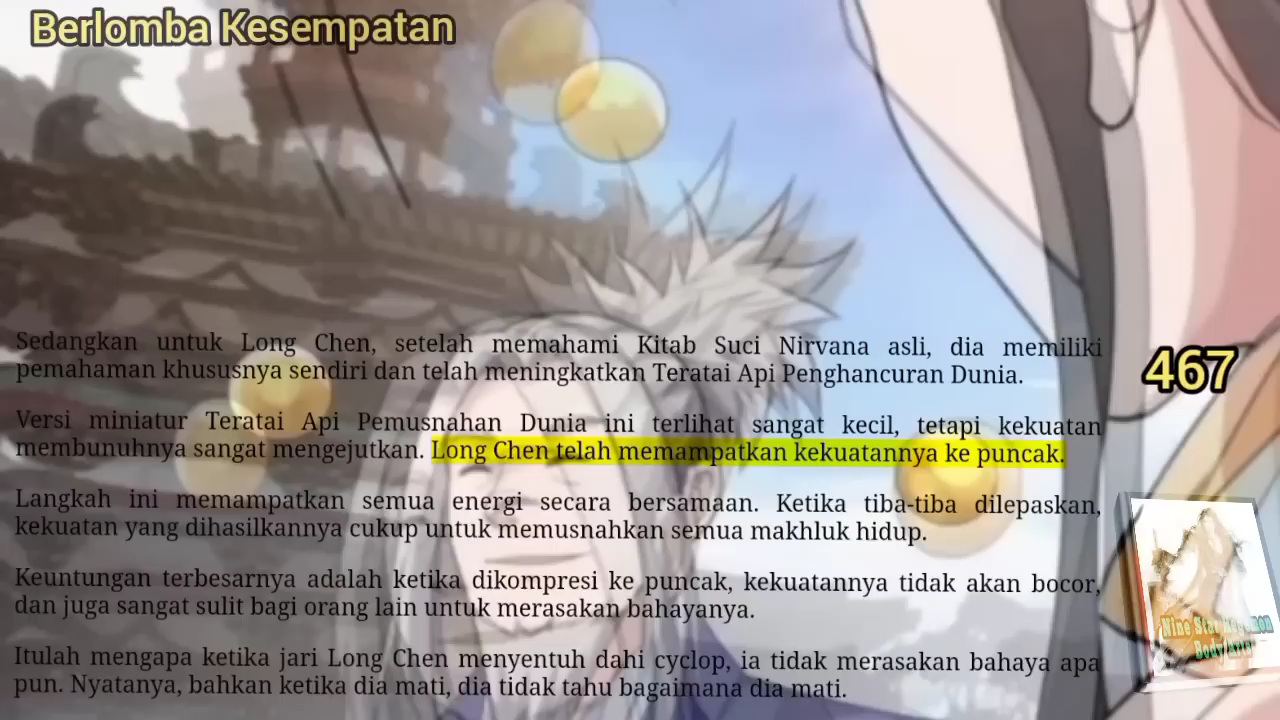 Berlomba Kesempatan
Sedangkan untuk Long Chen, setelah memahami Kitab Suci Nirvana asli, dia memiliki
pemahaman khususnya sendiri dan telah meningkatkan Teratai Api Penghancuran Dunia.
467
Versi miniatur Teratai Api Pemusnahan Dunia ini terlihat sangat kecil, tetapi kekuatan
membunuhnya sangat mengejutkan. Long Chen telah memampatkan kekuatannya ke puncak.
Langkah ini memampatkan semua energi secara bersamaan. Ketika tiba-tiba dilepaskan,
kekuatan yang dihasilkannya cukup untuk memusnahkan semua makhluk hidup.
Keuntungan terbesarnya adalah ketika dikompresi ke puncak, kekuatannya tidak akan bocor,
dan juga sangat sulit bagi orang lain untuk merasakan bahayanya.
Nine Star
Body
Itulah mengapa ketika jari Long Chen menyentuh dahi cyclop, ia tidak merasakan bahaya apa
pun. Nyatanya, bahkan ketika dia mati, dia tidak tahu bagaimana dia mati.